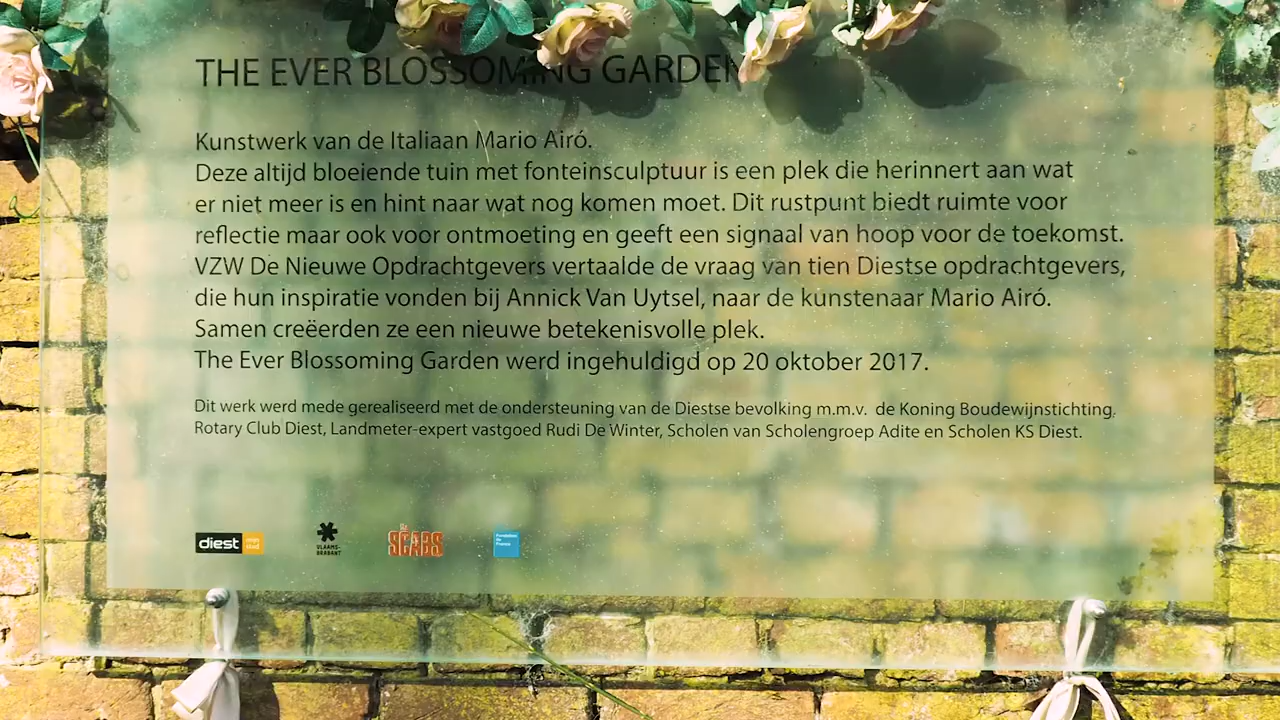 THE EVER BLOSSOMING GARDEN
Kunstwerk van de Italiaan Mario Airó.
Deze altijd bloeiende tuin met fonteinsculptuur is een plek die herinnert aan wat
er niet meer is en hint naar wat nog komen moet. Dit rustpunt biedt ruimte voor
reflectie maar ook voor ontmoeting en geeft een signaal van hoop voor de toekomst.
VZW De Nieuwe Opdrachtgevers vertaalde de vraag van tien Diestse opdrachtgevers,
die hun inspiratie vonden bij Annick Van Uytsel, naar de kunstenaar Mario Airó.
Samen creëerden ze een nieuwe betekenisvolle plek.
The Ever Blossoming Garden werd ingehuldigd op 20 oktober 2017.
Dit werk werd mede gerealiseerd met de ondersteuning van de Diestse bevolking m.m.v. de Koning Boudewijnstichting.
Rotary Club Diest, Landmeter-expert vastgoed Rudi De Winter, Scholen van Scholengroep Adite en Scholen KS Diest.
diest mijn stad
VLAAMS-
BRABANT
SCABS
Fondation
de
France